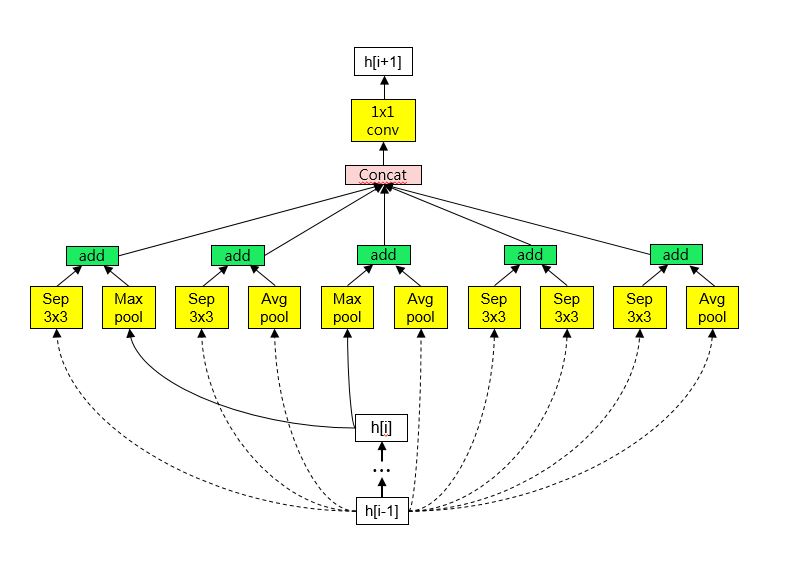 h[i+1]
1x1
conv
Concat
add add add add add
Sep Max Sep Avg Max Avg Sep Sep Sep Avg
3x3 pool 3x3 pool pool pool 3x3 3x3 3x3 pool
h[i]
...
h[i-1]